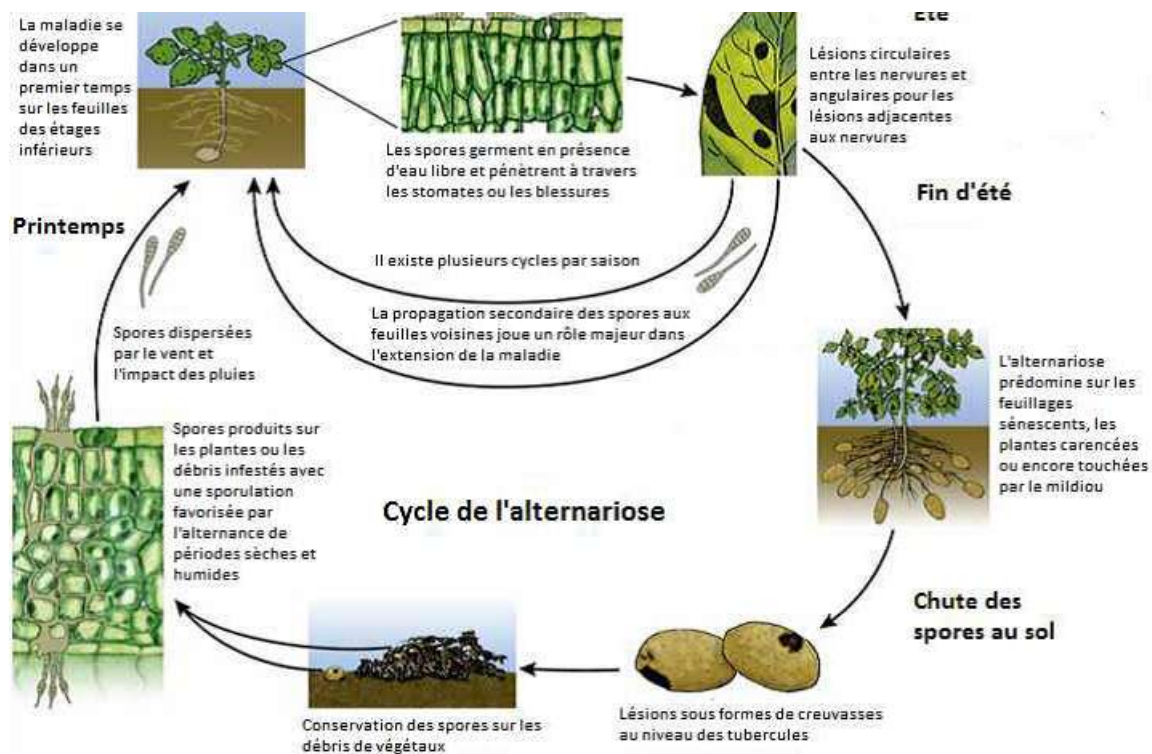 La maladie se
développe
dans un
premier temps
sur les feuilles
des étages
inférieurs
Les spores germent en présence
d'eau libre et pénètrent à travers
les stomates ou les blessures
Eté
Lésions circulaires
entre les nervures et
angulaires pour les
lésions adjacentes
aux nervures
Fin d'été
Printemps
Il existe plusieurs cycles par saison
La propagation secondaire des spores aux
feuilles voisines joue un rôle majeur dans
l'extension de la maladie
Spores dispersées
par le vent et
l'impact des pluies
L'alternariose
prédomine sur les
feuillages
sénescents, les
plantes carencées
ou encore touchées
par le mildiou
Spores produits sur
les plantes ou les
débris infestés avec
une sporulation
favorisée par
l'alternance de
périodes sèches et
humides
Cycle de l'alternariose
Chute des
spores au sol
Lésions sous formes de creuvasses
au niveau des tubercules
Conservation des spores sur les
débris de végétaux